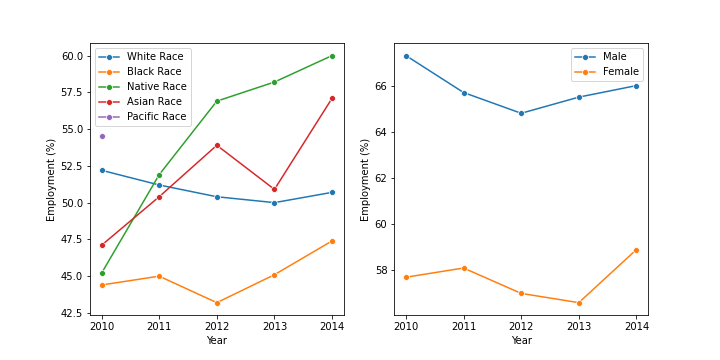 White Race
Black Race
Native Race
Asian Race
Pacific Race
60.0
57.5
55.0
52.5
50.0
47.5
45.0
42.5
Employment (%)
2010 2011 2012 2013 2014
Year
Male
Female
66
64
62
60
58
Employment (%)
2010 2011 2012 2013 2014
Year